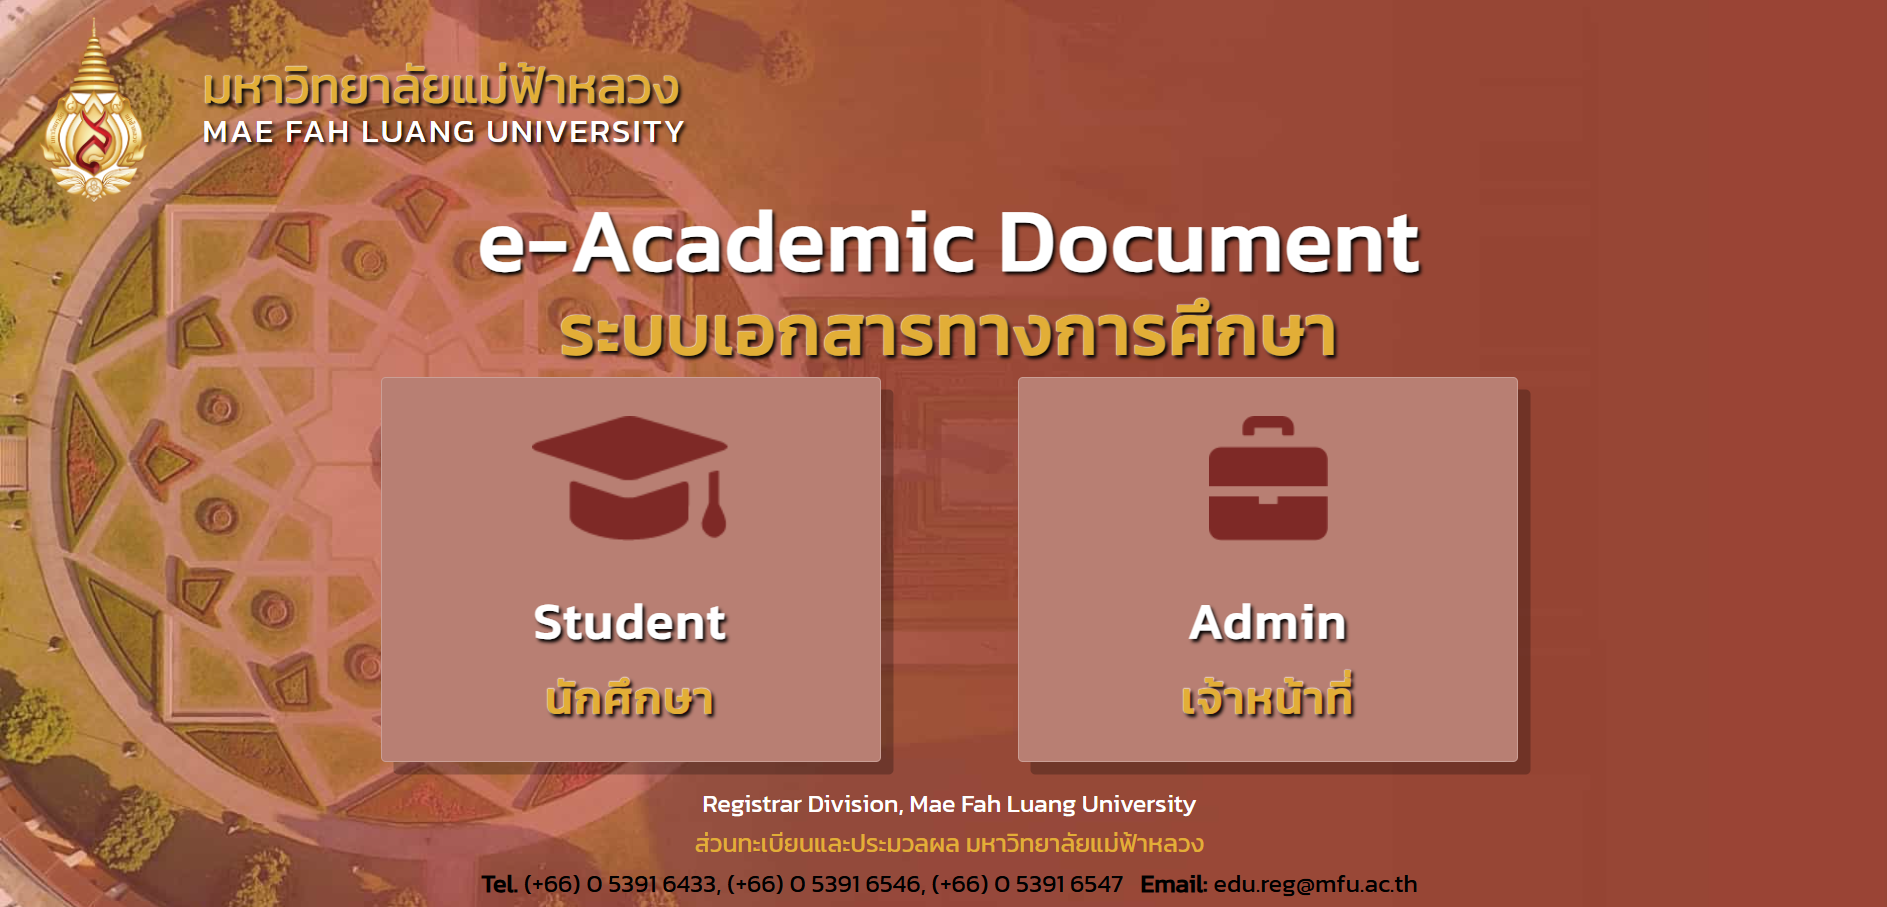 มหาวิทยาลัยแม่ฟ้าหลวง
MAE FAH LUANG UNIVERSITY
e-Academic Document
ระบบเอกสารทางการศึกษา
Student
นักศึกษา
Admin
เจ้าหน้าที่
Registrar Division, Mae Fah Luang University
ส่วนทะเบียนและประมวลผล มหาวิทยาลัยแม่ฟ้าหลวง
Tel. (+66) 0 5391 6433, (+66) 0 5391 6546, (+66) 0 5391 6547 Email: edu.reg@mfu.ac.th